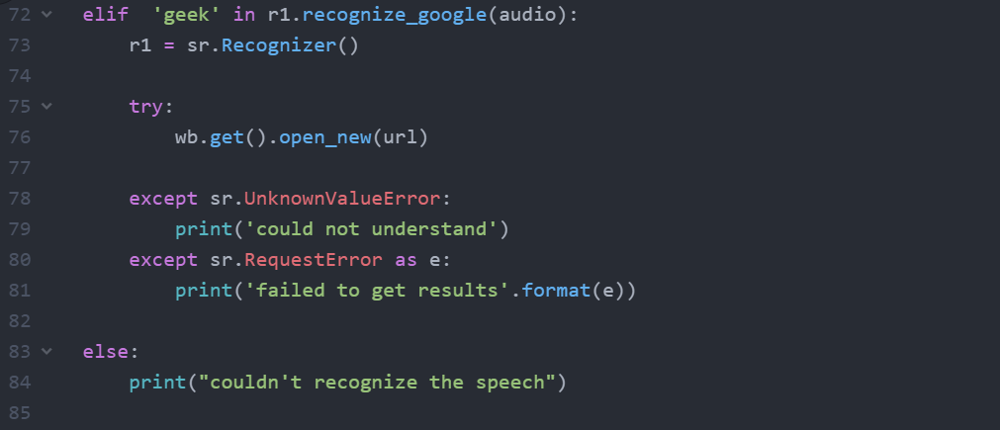 72 elif  'geek' in r1.recognize_google(audio):
73     r1 = sr.Recognizer()
74
75     try:
76         wb.get().open_new(url)
77
78     except sr.UnknownValueError:
79         print('could not understand')
80     except sr.RequestError as e:
81         print('failed to get results'.format(e))
82
83 else:
84     print("couldn't recognize the speech")
85